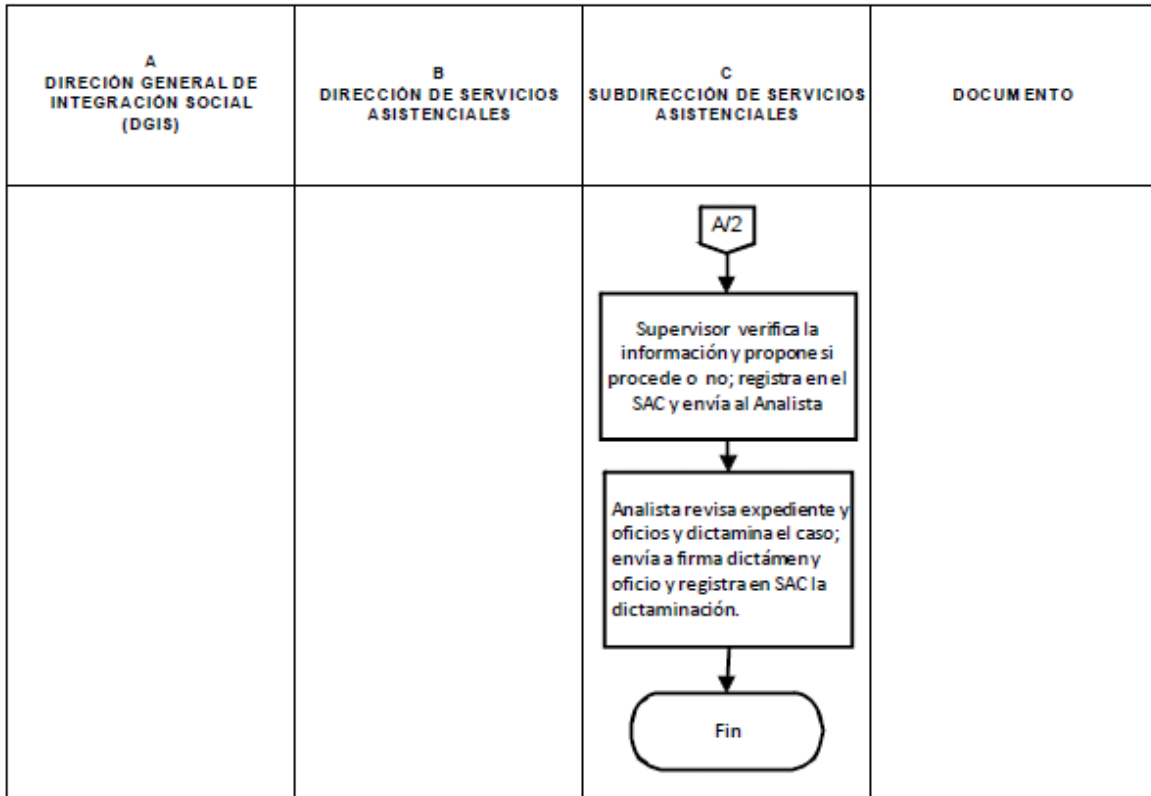 A
DIRECIÓN GENERAL DE
INTEGRACIÓN SOCIAL
(DGIS)
B
DIRECCIÓN DE SERVICIOS
ASISTENCIALES
C
SUBDIRECCIÓN DE SERVICIOS
ASISTENCIALES
DOCUMENTO
A/2
Supervisor verifica la
información y propone si
procede o no; registra en el
SAC y envía al Analista
Analista revisa expediente y
oficios y dictamina el caso;
envía a firma dictámen y
oficio y registra en SAC la
dictaminación.
Fin